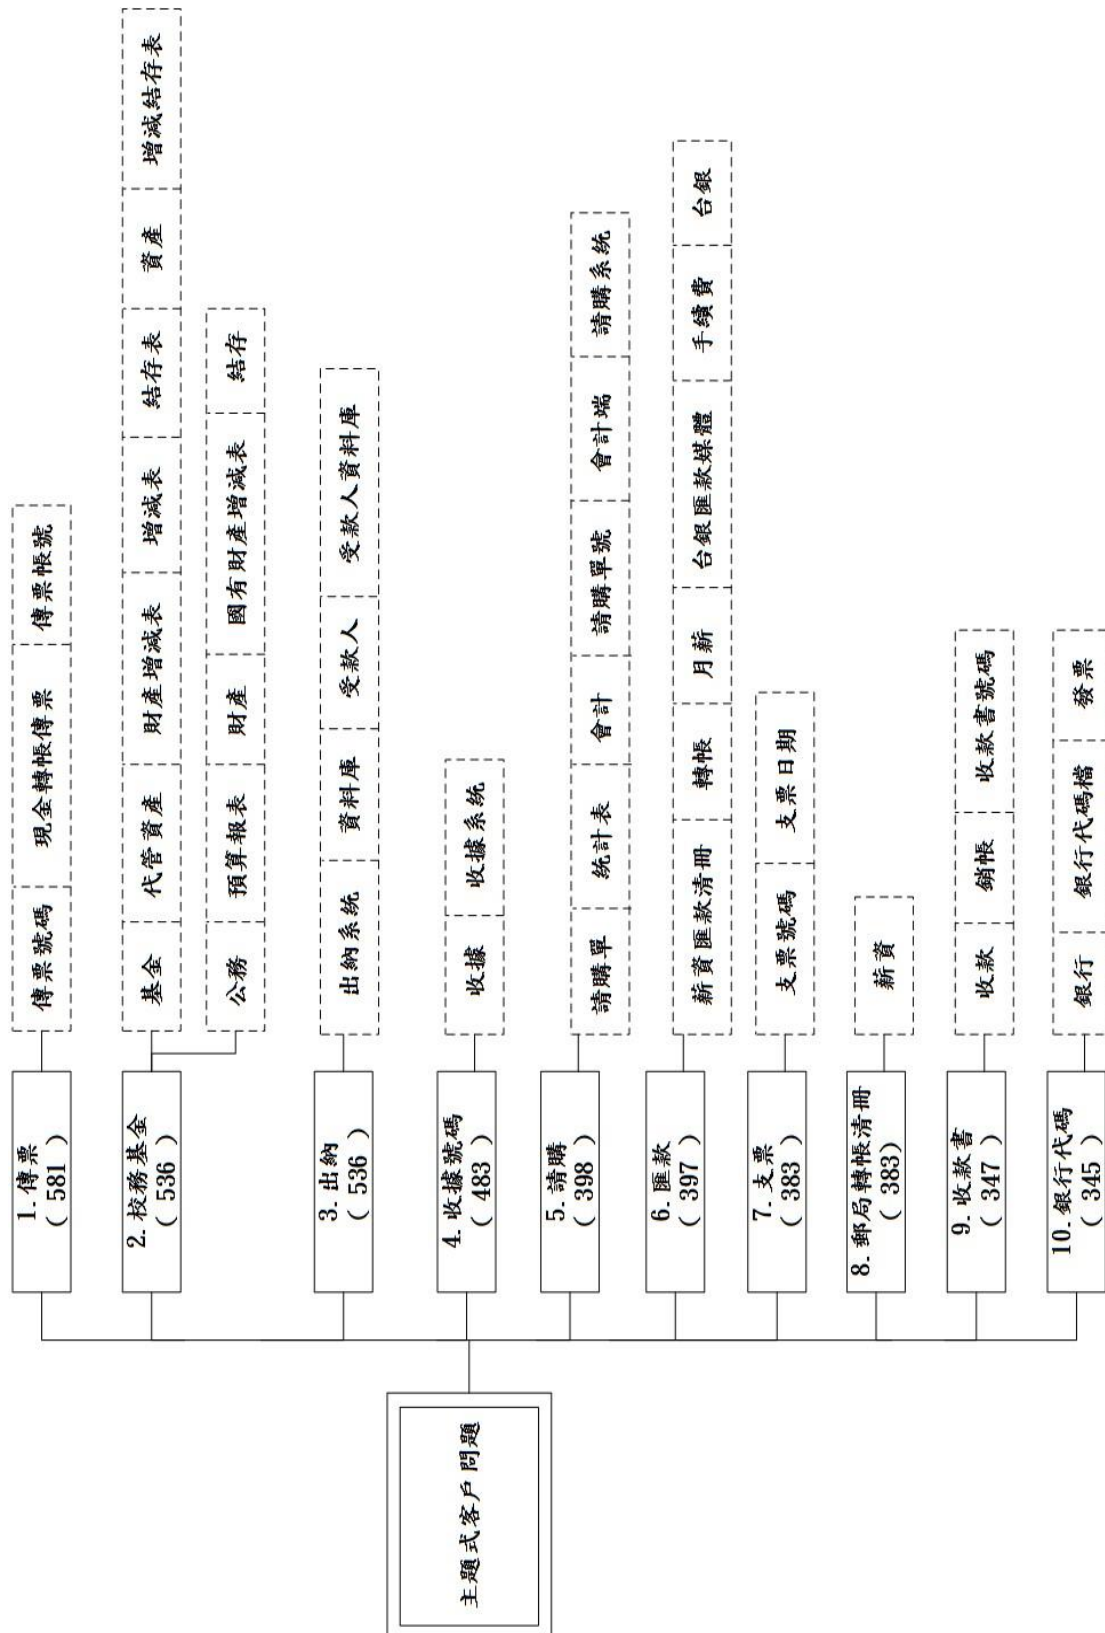 主題式客戶問題
1.傳票
( 581 )
傳票號碼
現金轉帳傳票
傳票帳號
2.校務基金
( 536 )
基金
代管資產
財產增減表
增減表
結存表
資產
增減結存表
公務
預算報表
財產
國有財產增減表
結存
3.出納
( 536 )
出納系統
資料庫
受款人
受款人資料庫
4.收據號碼
( 483 )
收據
收據系統
5.請購
( 398 )
請購單
統計表
會計
請購單號
會計端
請購系統
6.匯款
( 397 )
薪資匯款清冊
轉帳
月薪
台銀匯款媒體
手續費
台銀
7.支票
( 383 )
支票號碼
支票日期
8.郵局轉帳清冊
( 383)
薪資
9.收款書
( 347 )
收款
銷帳
收款書號碼
10.銀行代碼
( 345 )
銀行
銀行代碼檔
發票